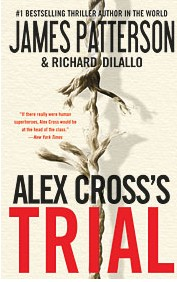 #1 BESTSELLING THRILLER AUTHOR IN THE WORLD
JAMES PATTERSON
& RICHARD DILALLO
"If there really were human
superheroes, Alex Cross would be
at the head of the class."
—New York Times
ALEX CROSS'S
TRIAL